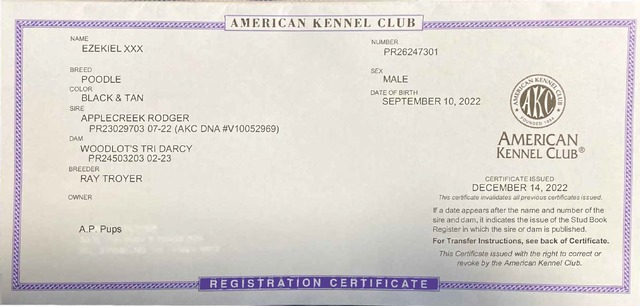 AMERICAN KENNEL CLUB
NAME
EZEKIEL XXX
NUMBER
PR26247301
BREED
POODLE
SEX
MALE
COLOR
BLACK & TAN
DATE OF BIRTH
SEPTEMBER 10, 2022
SIRE
APPLECREEK RODGER
PR23029703 07-22 (AKC DNA #V10052969)
DAM
WOODLOT'S TRI DARCY
PR24503203 02-23
BREEDER
RAY TROYER
OWNER
A.P. Pups
AMERICAN KENNEL CLUB
AKC
FOUNDED 1884
AMERICAN
KENNEL CLUB®
CERTIFICATE ISSUED
DECEMBER 14, 2022
This certificate invalidates all previous certificates issued.
If a date appears after the name and number of the
sire and dam, it indicates the issue of the Stud Book
Register in which the sire or dam is published.
For Transfer Instructions, see back of Certificate.
This Certificate issued with the right to correct or
revoke by the American Kennel Club.
REGISTRATION CERTIFICATE